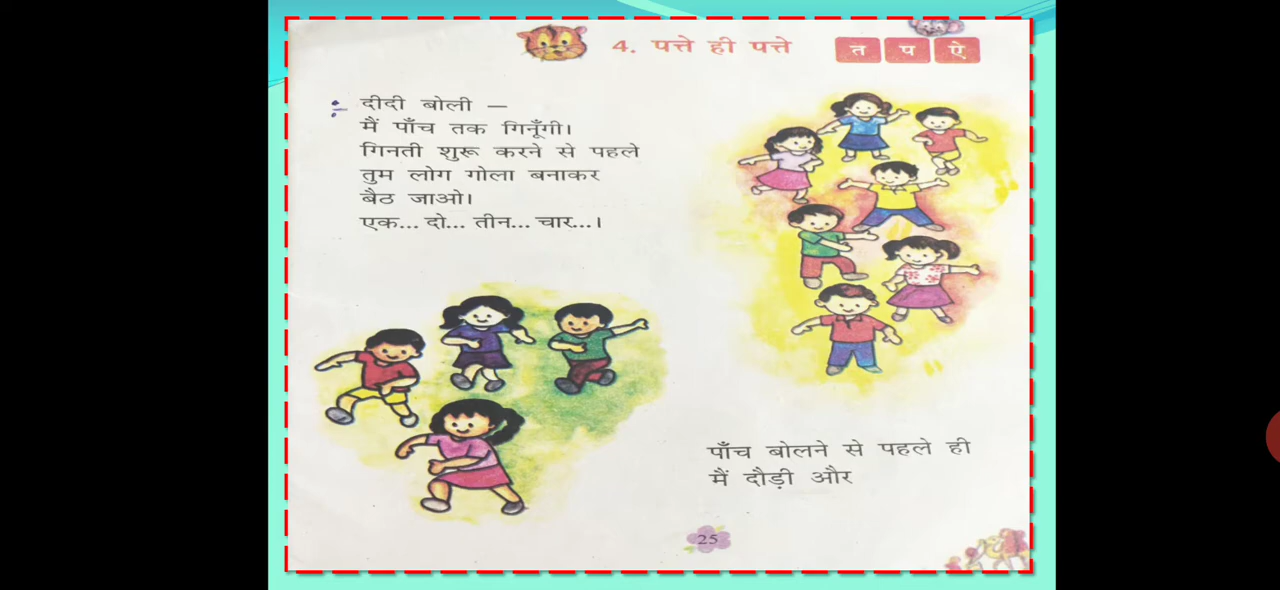 4. पत्ते ही पत्ते
त प ऐ
दीदी बोली –
मैं पाँच तक गिनूँगी।
गिनती शुरू करने से पहले
तुम लोग गोला बनाकर
बैठ जाओ।
एक... दो... तीन... चार...।
पाँच बोलने से पहले ही
मैं दौड़ी और
25